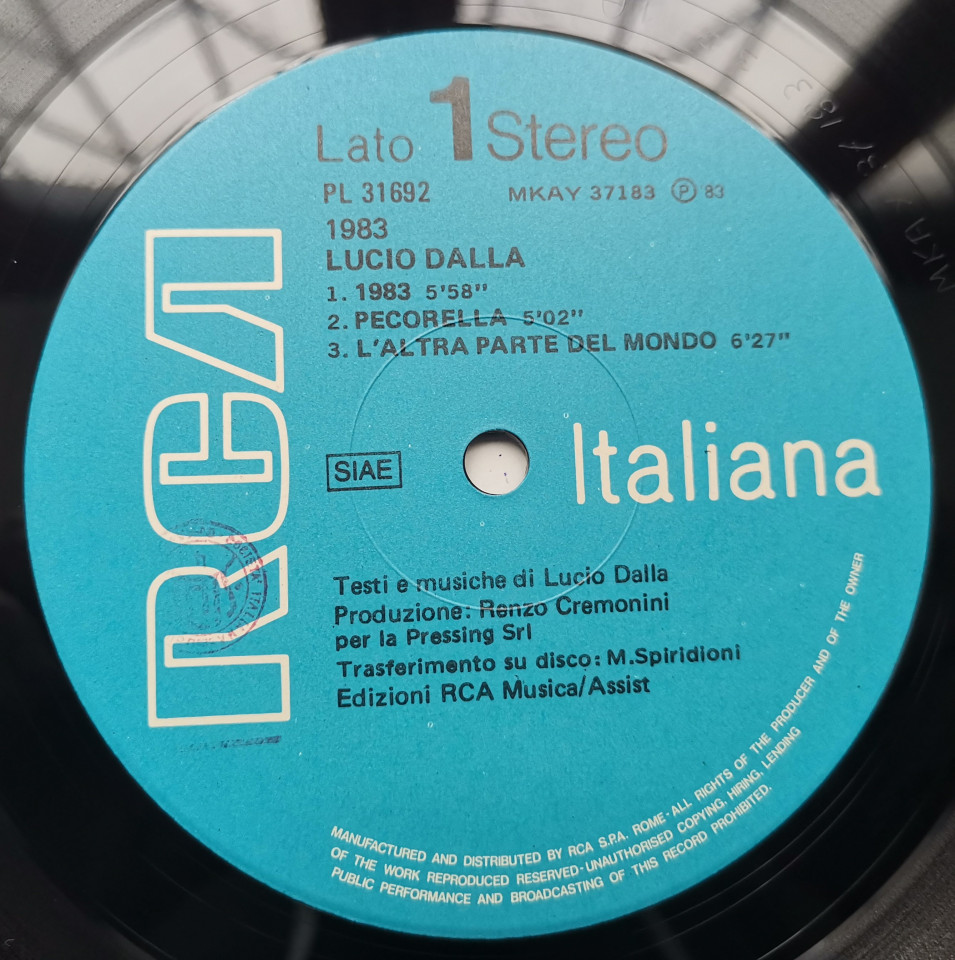 Lato 1 Stereo
PL 31692 MKAY 37183 Ⓟ 83
1983
LUCIO DALLA
1. 1983 5'58"
2. PECORELLA 5'02"
3. L'ALTRA PARTE DEL MONDO 6'27"
RCA
Italiana
SIAE
Testi e musiche di Lucio Dalla
Produzione: Renzo Cremonini
per la Pressing Srl
Trasferimento su disco: M.Spiridioni
Edizioni RCA Musica/Assist
MANUFACTURED AND DISTRIBUTED BY RCA S.P.A. ROME-ALL RIGHTS OF THE PRODUCER AND OF THE OWNER
OF THE WORK REPRODUCED RESERVED-UNAUTHORISED COPYING, HIRING, LENDING
PUBLIC PERFORMANCE AND BROADCASTING OF THIS RECORD PROHIBITED.